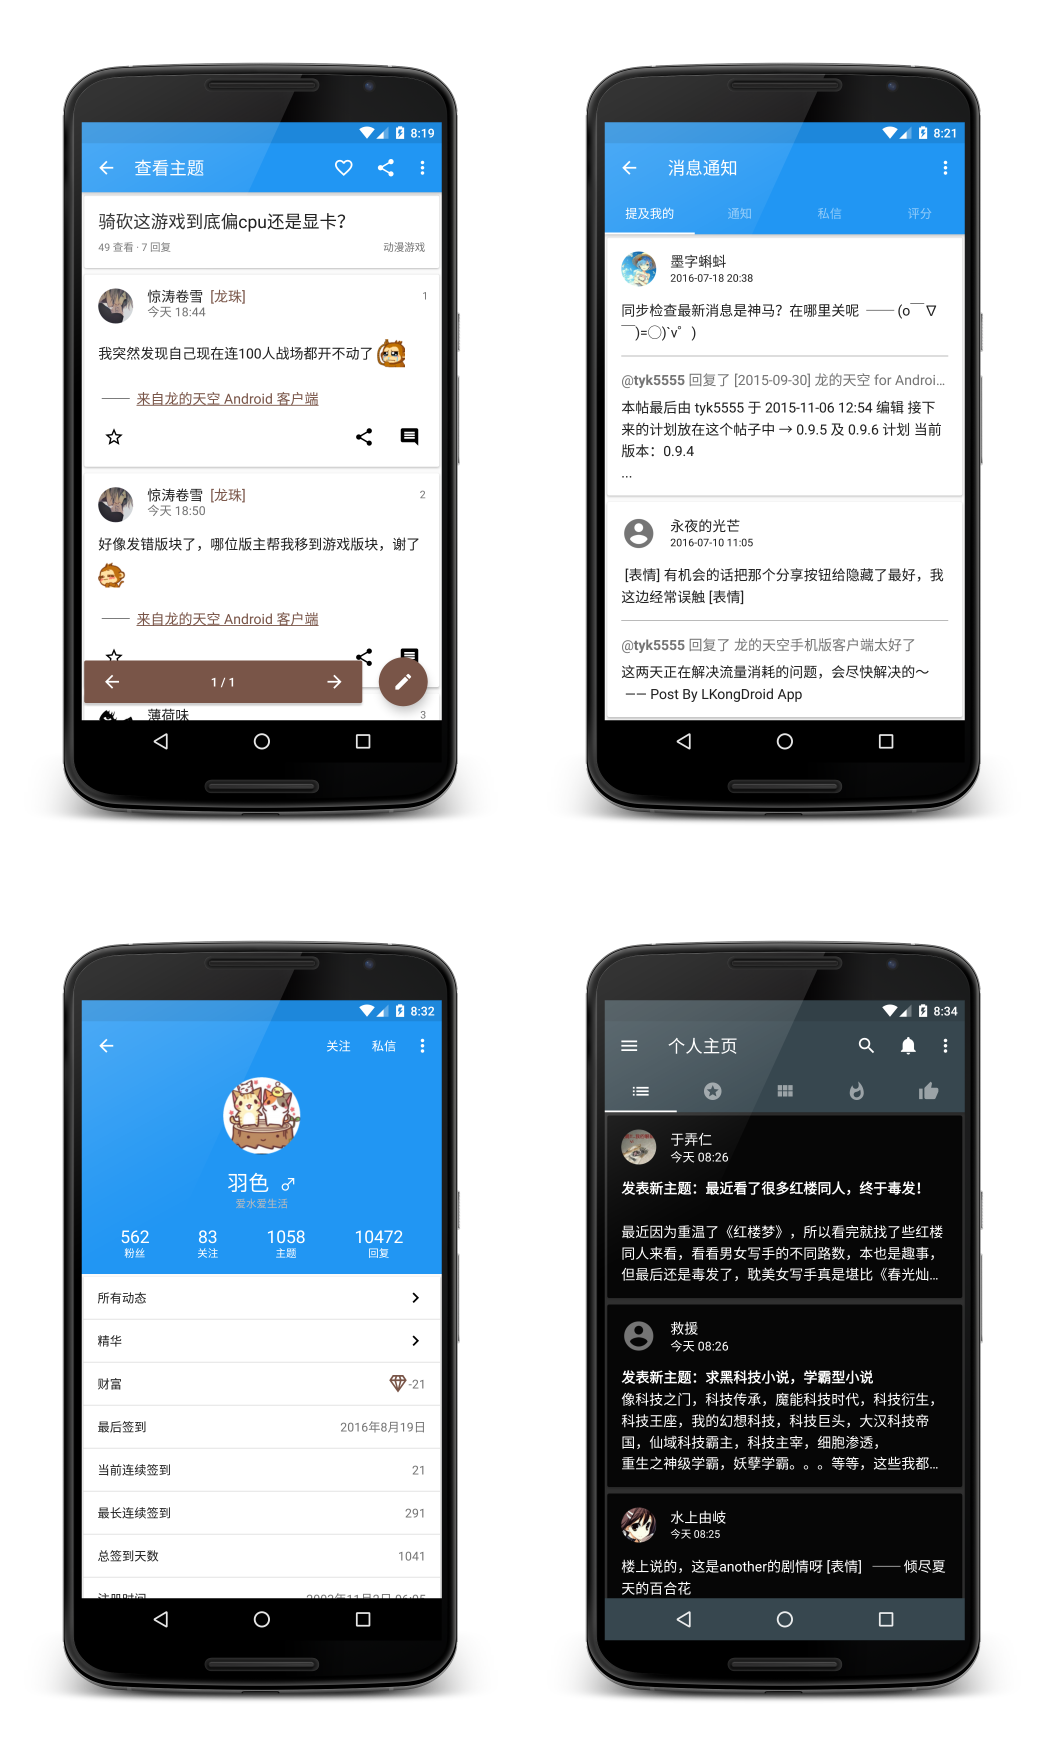 8:19
查看主题
骑砍这游戏到底偏cpu还是显卡?
49 查看 · 7 回复
动漫游戏
惊涛卷雪 [龙珠]
1
今天 18:44
我突然发现自己现在连100人战场都开不动了
—— 来自龙的天空 Android 客户端
惊涛卷雪 [龙珠]
2
今天 18:50
好像发错版块了，哪位版主帮我移到游戏版块，谢了
—— 来自龙的天空 Android 客户端
1 / 1
薄荷味
3
8:21
消息通知
提及我的
通知
私信
评分
墨字蝌蚪
2016-07-18 20:38
同步检查最新消息是神马？在哪里关呢 —— (o￣∇
￣)=◯)`ν゜)
@tyk5555 回复了 [2015-09-30] 龙的天空 for Androi...
本帖最后由 tyk5555 于 2015-11-06 12:54 编辑 接下
来的计划放在这个帖子中 → 0.9.5 及 0.9.6 计划 当前
版本：0.9.4
...
永夜的光芒
2016-07-10 11:05
[表情] 有机会的话把那个分享按钮给隐藏了最好，我
这边经常误触 [表情]
@tyk5555 回复了 龙的天空手机版客户端太好了
这两天正在解决流量消耗的问题，会尽快解决的～
—— Post By LKongDroid App
8:32
关注
私信
羽色 ♂
爱水爱生活
562
83
1058
10472
粉丝
关注
主题
回复
所有动态
精华
财富
-21
最后签到
2016年8月19日
当前连续签到
21
最长连续签到
291
总签到天数
1041
注册时间
8:34
个人主页
于弄仁
今天 08:26
发表新主题：最近看了很多红楼同人，终于毒发！
最近因为重温了《红楼梦》，所以看完就找了些红楼
同人来看，看看男女写手的不同路数，本也是趣事，
但最后还是毒发了，耽美女写手真是堪比《春光灿...
救援
今天 08:26
发表新主题：求黑科技小说，学霸型小说
像科技之门，科技传承，魔能科技时代，科技衍生，
科技王座，我的幻想科技，科技巨头，大汉科技帝
国，仙域科技霸主，科技主宰，细胞渗透，
重生之神级学霸，妖孽学霸。。。等等，这些我都...
水上由岐
今天 08:25
楼上说的，这是another的剧情呀 [表情] —— 倾尽夏
天的百合花